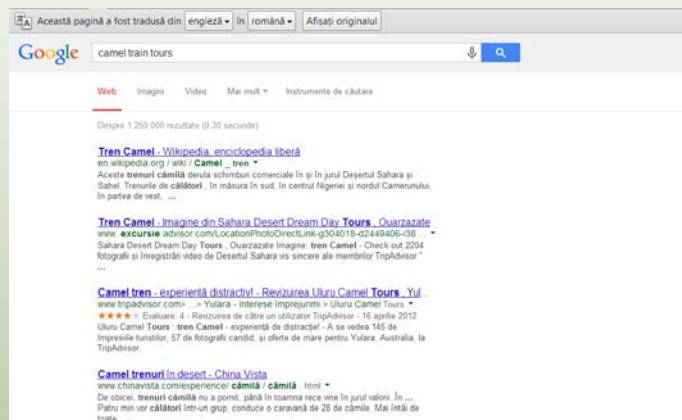 Această pagină a fost tradusă din engleză în română Afișați originalul
Google camel train tours
Web Imagini Video Mai mult Instrumente de căutare
Despre 1.250.000 rezultate (0.30 secunde)
Tren Camel - Wikipedia, enciclopedia liberă
en.wikipedia.org / wiki / Camel _ tren
Aceste trenuri cămilă derula schimburi comerciale în și în jurul Deșertul Sahara și
Sahel. Trenurile de călători , în măsura în sud, în centrul Nigeriei și nordul Camerunului,
în partea de vest, ...
Tren Camel - Imagine din Sahara Desert Dream Day Tours , Ouarzazate
www. excursie advisor.com/LocationPhotoDirectLink-g304018-d2449406-i38 ...
Sahara Desert Dream Day Tours , Ouarzazate Imagine: tren Camel - Check out 2204
fotografii și înregistrări video de Desertul Sahara vis sincere ale membrilor TripAdvisor "
...
Camel tren - experiență distractiv! - Revizuirea Uluru Camel Tours , Yul...
www.tripadvisor.com> ...> Yulara - Interese Imprejurimi > Uluru Camel Tours
Evaluare: 4 - Revizuirea de către un utilizator TripAdvisor - 16 aprilie 2012
Uluru Camel Tours : tren Camel - experiență de distracție! - A se vedea 145 de
Impresiile turistilor, 57 de fotografii candid, și oferte de mare pentru Yulara, Australia, la
TripAdvisor.
Camel trenuri în deșert - China Vista
www.chinavista.com/experience/ cămilă / cămilă . html
De obicei, trenuri cămilă nu a pornit, până în toamna rece vine în jurul valorii. În ...
Patru min vor călători într-un grup, conduce o caravană de 28 de cămile. Mai întâi de
toate